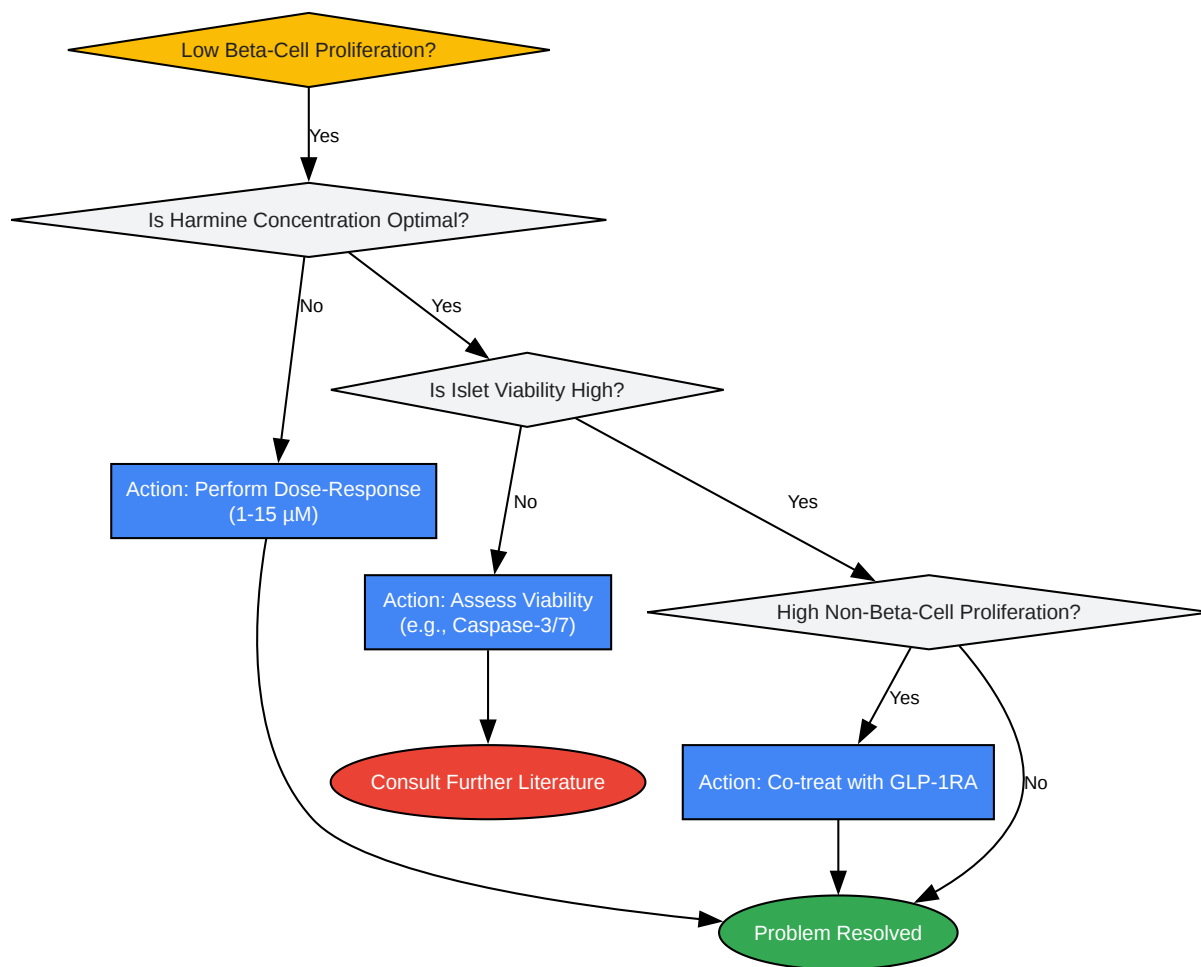 Low Beta-Cell Proliferation?
Yes
Is Harmine Concentration Optimal?
No
Yes
Is Islet Viability High?
Action: Perform Dose-Response
(1-15 µM)
No
Yes
Action: Assess Viability
(e.g., Caspase-3/7)
High Non-Beta-Cell Proliferation?
Yes
Consult Further Literature
Action: Co-treat with GLP-1RA
No
Problem Resolved